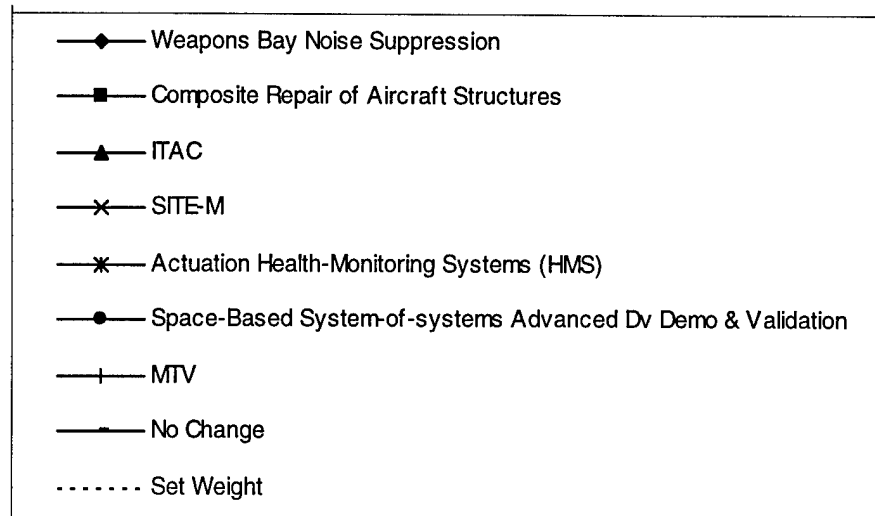 Weapons Bay Noise Suppression
Composite Repair of Aircraft Structures
ITAC
SITE-M
Actuation Health-Monitoring Systems (HMS)
Space-Based System-of-systems Advanced Dv Demo & Validation
MTV
No Change
Set Weight